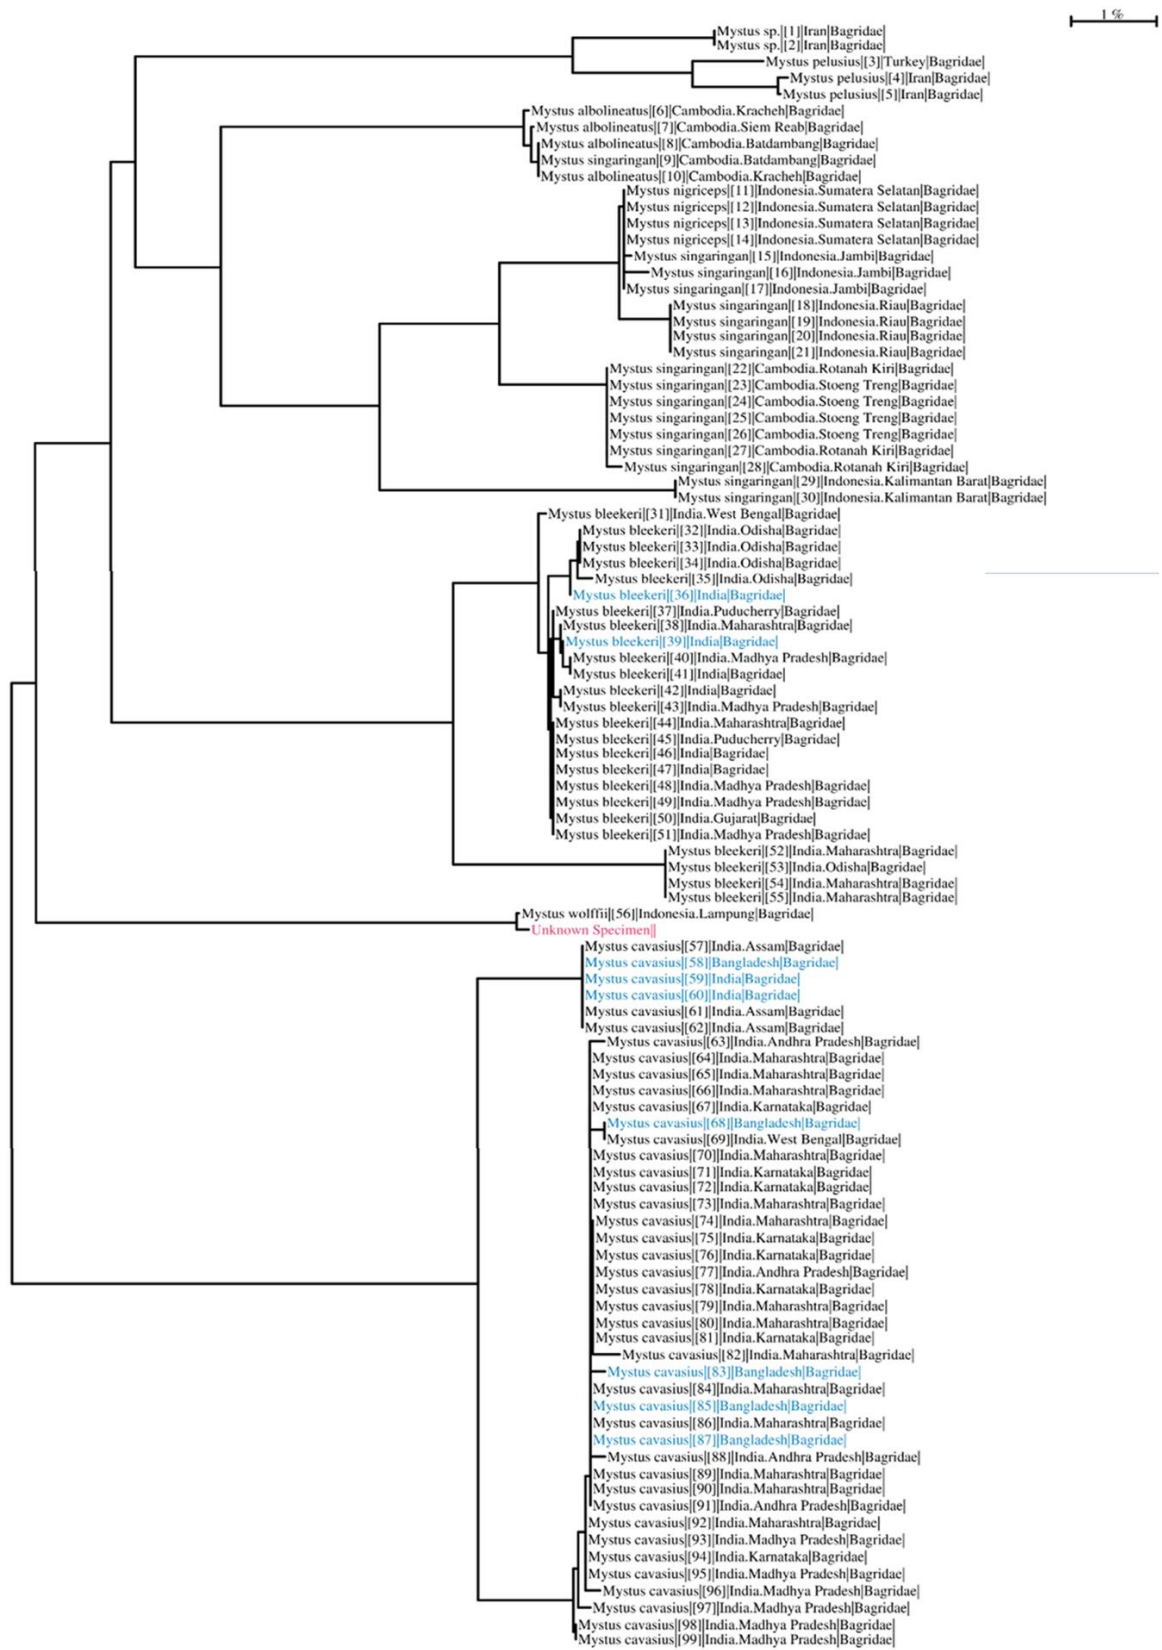 1 %
Mystus sp.|[1]|Iran|Bagridae|
Mystus sp.|[2]|Iran|Bagridae|
Mystus pelusius|[3]|Turkey|Bagridae|
Mystus pelusius|[4]|Iran|Bagridae|
Mystus pelusius|[5]|Iran|Bagridae|
Mystus albolineatus|[6]|Cambodia.Kracheh|Bagridae|
Mystus albolineatus|[7]|Cambodia.Siem Reab|Bagridae|
Mystus albolineatus|[8]|Cambodia.Batdambang|Bagridae|
Mystus singaringan|[9]|Cambodia.Batdambang|Bagridae|
Mystus albolineatus|[10]|Cambodia.Kracheh|Bagridae|
Mystus nigriceps|[11]|Indonesia.Sumatera Selatan|Bagridae|
Mystus nigriceps|[12]|Indonesia.Sumatera Selatan|Bagridae|
Mystus nigriceps|[13]|Indonesia.Sumatera Selatan|Bagridae|
Mystus nigriceps|[14]|Indonesia.Sumatera Selatan|Bagridae|
Mystus singaringan|[15]|Indonesia.Jambi|Bagridae|
Mystus singaringan|[16]|Indonesia.Jambi|Bagridae|
Mystus singaringan|[17]|Indonesia.Jambi|Bagridae|
Mystus singaringan|[18]|Indonesia.Riau|Bagridae|
Mystus singaringan|[19]|Indonesia.Riau|Bagridae|
Mystus singaringan|[20]|Indonesia.Riau|Bagridae|
Mystus singaringan|[21]|Indonesia.Riau|Bagridae|
Mystus singaringan|[22]|Cambodia.Rotanah Kiri|Bagridae|
Mystus singaringan|[23]|Cambodia.Stoeng Treng|Bagridae|
Mystus singaringan|[24]|Cambodia.Stoeng Treng|Bagridae|
Mystus singaringan|[25]|Cambodia.Stoeng Treng|Bagridae|
Mystus singaringan|[26]|Cambodia.Stoeng Treng|Bagridae|
Mystus singaringan|[27]|Cambodia.Rotanah Kiri|Bagridae|
Mystus singaringan|[28]|Cambodia.Rotanah Kiri|Bagridae|
Mystus singaringan|[29]|Indonesia.Kalimantan Barat|Bagridae|
Mystus singaringan|[30]|Indonesia.Kalimantan Barat|Bagridae|
Mystus bleekeri|[31]|India.West Bengal|Bagridae|
Mystus bleekeri|[32]|India.Odisha|Bagridae|
Mystus bleekeri|[33]|India.Odisha|Bagridae|
Mystus bleekeri|[34]|India.Odisha|Bagridae|
Mystus bleekeri|[35]|India.Odisha|Bagridae|
Mystus bleekeri|[36]|India|Bagridae|
Mystus bleekeri|[37]|India.Puducherry|Bagridae|
Mystus bleekeri|[38]|India.Maharashtra|Bagridae|
Mystus bleekeri|[39]|India|Bagridae|
Mystus bleekeri|[40]|India.Madhya Pradesh|Bagridae|
Mystus bleekeri|[41]|India|Bagridae|
Mystus bleekeri|[42]|India|Bagridae|
Mystus bleekeri|[43]|India.Madhya Pradesh|Bagridae|
Mystus bleekeri|[44]|India.Maharashtra|Bagridae|
Mystus bleekeri|[45]|India.Puducherry|Bagridae|
Mystus bleekeri|[46]|India|Bagridae|
Mystus bleekeri|[47]|India|Bagridae|
Mystus bleekeri|[48]|India.Madhya Pradesh|Bagridae|
Mystus bleekeri|[49]|India.Madhya Pradesh|Bagridae|
Mystus bleekeri|[50]|India.Gujarat|Bagridae|
Mystus bleekeri|[51]|India.Madhya Pradesh|Bagridae|
Mystus bleekeri|[52]|India.Maharashtra|Bagridae|
Mystus bleekeri|[53]|India.Odisha|Bagridae|
Mystus bleekeri|[54]|India.Maharashtra|Bagridae|
Mystus bleekeri|[55]|India.Maharashtra|Bagridae|
Mystus wolffii|[56]|Indonesia.Lampung|Bagridae|
Unknown Specimen||
Mystus cavasius|[57]|India.Assam|Bagridae|
Mystus cavasius|[58]|Bangladesh|Bagridae|
Mystus cavasius|[59]|India|Bagridae|
Mystus cavasius|[60]|India|Bagridae|
Mystus cavasius|[61]|India.Assam|Bagridae|
Mystus cavasius|[62]|India.Assam|Bagridae|
Mystus cavasius|[63]|India.Andhra Pradesh|Bagridae|
Mystus cavasius|[64]|India.Maharashtra|Bagridae|
Mystus cavasius|[65]|India.Maharashtra|Bagridae|
Mystus cavasius|[66]|India.Maharashtra|Bagridae|
Mystus cavasius|[67]|India.Karnataka|Bagridae|
Mystus cavasius|[68]|Bangladesh|Bagridae|
Mystus cavasius|[69]|India.West Bengal|Bagridae|
Mystus cavasius|[70]|India.Maharashtra|Bagridae|
Mystus cavasius|[71]|India.Karnataka|Bagridae|
Mystus cavasius|[72]|India.Karnataka|Bagridae|
Mystus cavasius|[73]|India.Maharashtra|Bagridae|
Mystus cavasius|[74]|India.Maharashtra|Bagridae|
Mystus cavasius|[75]|India.Karnataka|Bagridae|
Mystus cavasius|[76]|India.Karnataka|Bagridae|
Mystus cavasius|[77]|India.Andhra Pradesh|Bagridae|
Mystus cavasius|[78]|India.Karnataka|Bagridae|
Mystus cavasius|[79]|India.Maharashtra|Bagridae|
Mystus cavasius|[80]|India.Maharashtra|Bagridae|
Mystus cavasius|[81]|India.Karnataka|Bagridae|
Mystus cavasius|[82]|India.Maharashtra|Bagridae|
Mystus cavasius|[83]|Bangladesh|Bagridae|
Mystus cavasius|[84]|India.Maharashtra|Bagridae|
Mystus cavasius|[85]|Bangladesh|Bagridae|
Mystus cavasius|[86]|India.Maharashtra|Bagridae|
Mystus cavasius|[87]|Bangladesh|Bagridae|
Mystus cavasius|[88]|India.Andhra Pradesh|Bagridae|
Mystus cavasius|[89]|India.Maharashtra|Bagridae|
Mystus cavasius|[90]|India.Maharashtra|Bagridae|
Mystus cavasius|[91]|India.Andhra Pradesh|Bagridae|
Mystus cavasius|[92]|India.Maharashtra|Bagridae|
Mystus cavasius|[93]|India.Madhya Pradesh|Bagridae|
Mystus cavasius|[94]|India.Karnataka|Bagridae|
Mystus cavasius|[95]|India.Madhya Pradesh|Bagridae|
Mystus cavasius|[96]|India.Madhya Pradesh|Bagridae|
Mystus cavasius|[97]|India.Madhya Pradesh|Bagridae|
Mystus cavasius|[98]|India.Madhya Pradesh|Bagridae|
Mystus cavasius|[99]|India.Madhya Pradesh|Bagridae|